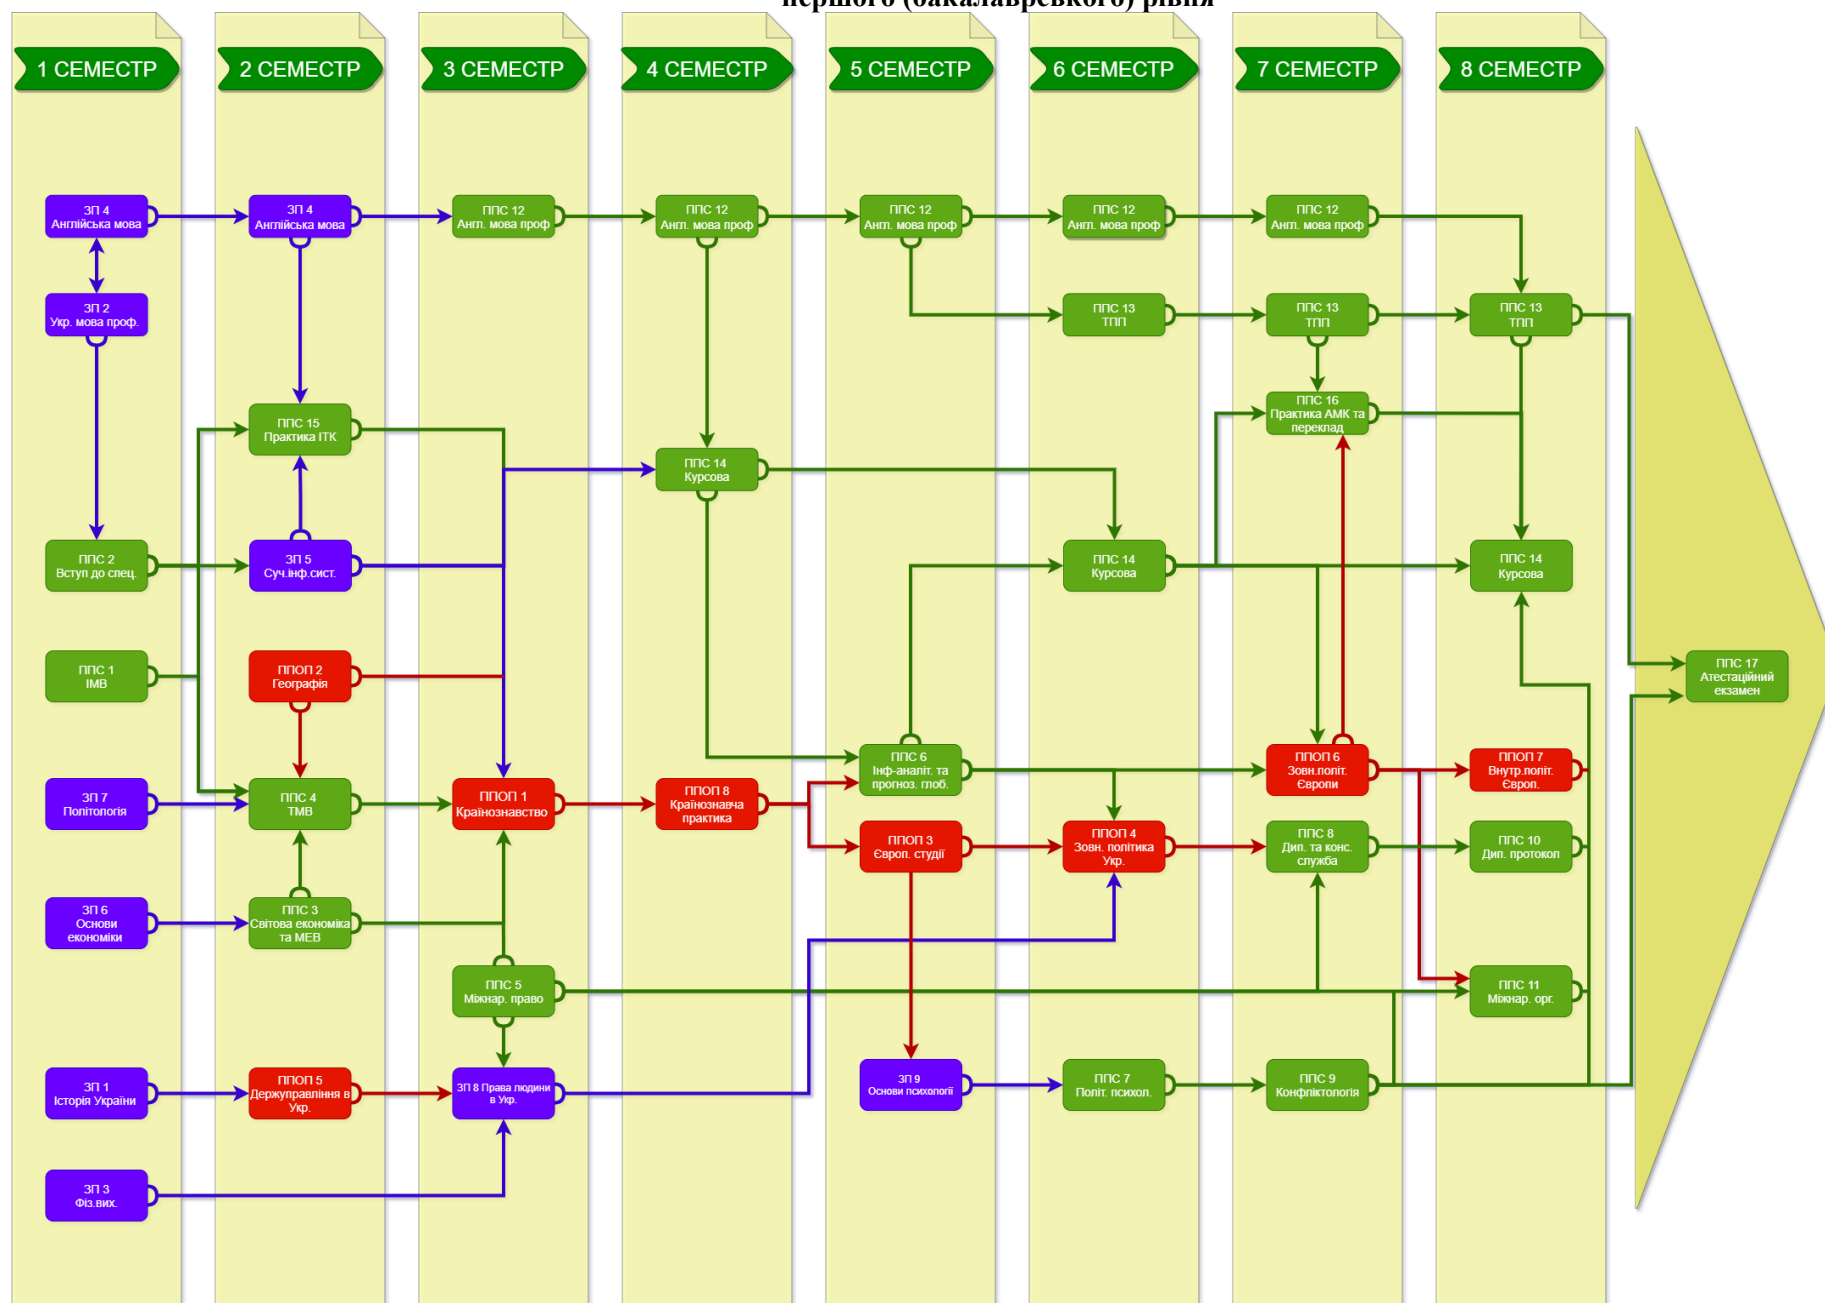 першого (бакалаврського) рівня
1 СЕМЕСТР
2 СЕМЕСТР
3 СЕМЕСТР
4 СЕМЕСТР
5 СЕМЕСТР
6 СЕМЕСТР
7 СЕМЕСТР
8 СЕМЕСТР
ЗП 4
Англійська мова
ЗП 4
Англійська мова
ППС 12
Англ. мова проф
ППС 12
Англ. мова проф
ППС 12
Англ. мова проф
ППС 12
Англ. мова проф
ППС 12
Англ. мова проф
ЗП 2
Укр. мова проф.
ППС 13
ТПП
ППС 13
ТПП
ППС 13
ТПП
ППС 15
Практика ІТК
ППС 16
Практика АМК та
переклад
ППС 14
Курсова
ППС 2
Вступ до спец.
ЗП 5
Суч.інф.сист.
ППС 14
Курсова
ППС 14
Курсова
ППС 1
ІМВ
ППОП 2
Географія
ППС 17
Атестаційний
екзамен
ППС 6
Інф-аналіт. та
прогноз. глоб.
ППОП 6
Зовн.політ.
Європи
ППОП 7
Внутр.політ.
Європ.
ЗП 7
Політологія
ППС 4
ТМВ
ППОП 1
Країнознавство
ППОП 8
Країнознавча
практика
ППОП 3
Європ. студії
ППОП 4
Зовн. політика
Укр.
ППС 8
Дип. та конс.
служба
ППС 10
Дип. протокол
ЗП 6
Основи
економіки
ППС 3
Світова економіка
та МЕВ
ППС 5
Міжнар. право
ППС 11
Міжнар. орг.
ЗП 1
Історія України
ППОП 5
Держуправління в
Укр.
ЗП 8 Права людини
в Укр.
ЗП 9
Основи психології
ППС 7
Політ. психол.
ППС 9
Конфліктологія
ЗП 3
Фіз.вих.